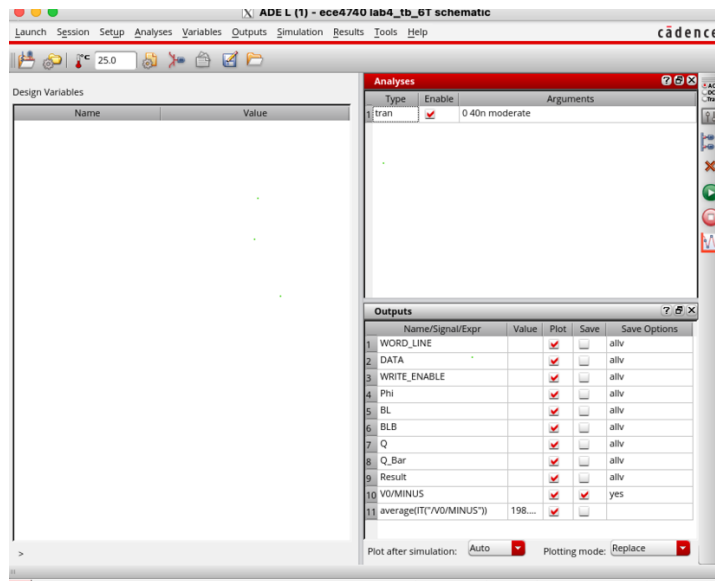 ADE L (1) - ece4740 lab4_tb_6T schematic
Launch Session Setup Analyses Variables Outputs Simulation Results Tools Help
cādence
25.0
Design Variables
Name Value
>
Analyses
Type Enable Arguments
1 tran 0 40n moderate
Outputs
Name/Signal/Expr Value Plot Save Save Options
1 WORD_LINE allv
2 DATA allv
3 WRITE_ENABLE allv
4 Phi allv
5 BL allv
6 BLB allv
7 Q allv
8 Q_Bar allv
9 Result allv
10 V0/MINUS yes
11 average(IT("/V0/MINUS")) 198....
Plot after simulation: Auto Plotting mode: Replace